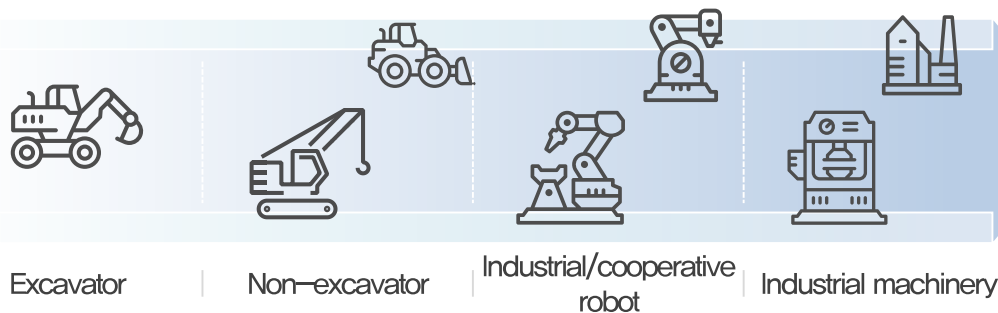 Excavator
Non-excavator
Industrial/cooperative
robot
Industrial machinery